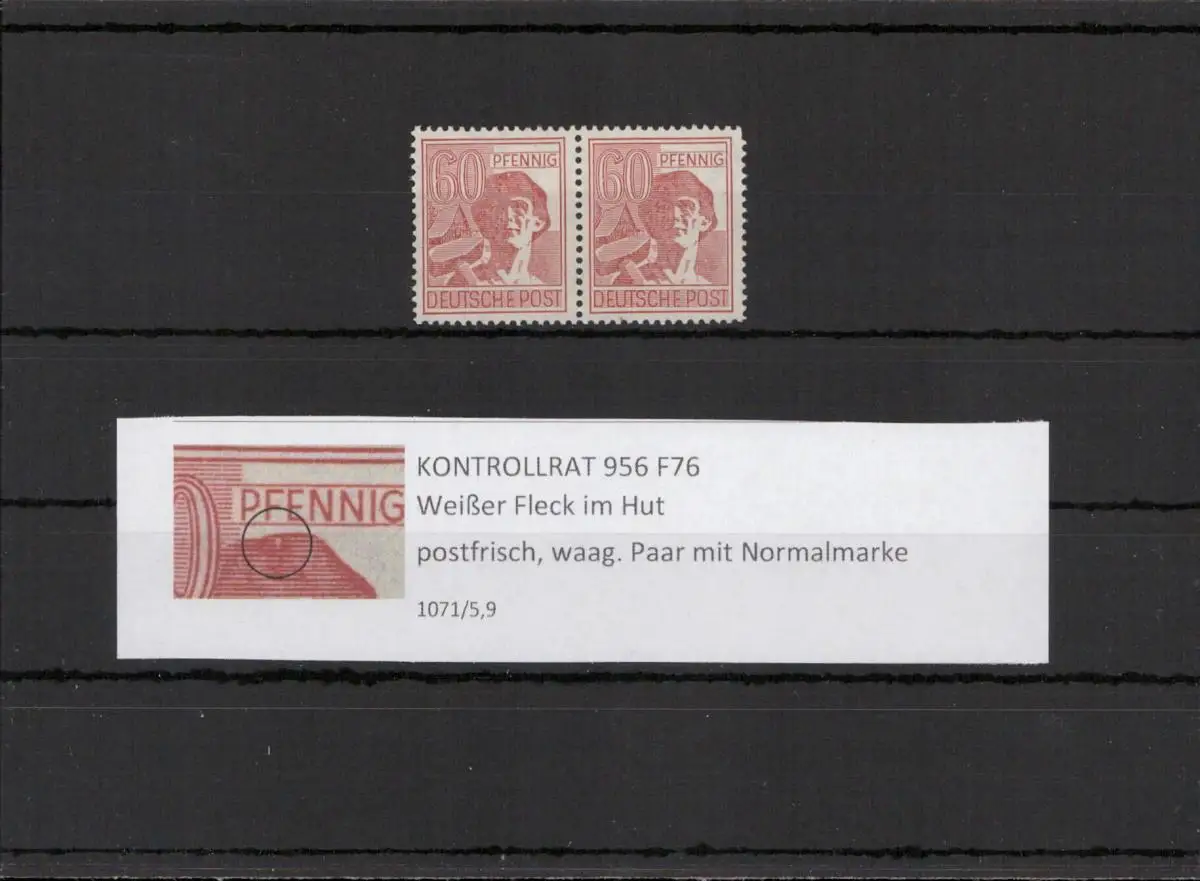 60 PFENNIG
DEUTSCHE POST
60 PFENNIG
DEUTSCHE POST
PFENNIG
KONTROLLRAT 956 F76
Weißer Fleck im Hut
postfrisch, waag. Paar mit Normalmarke
1071/5,9